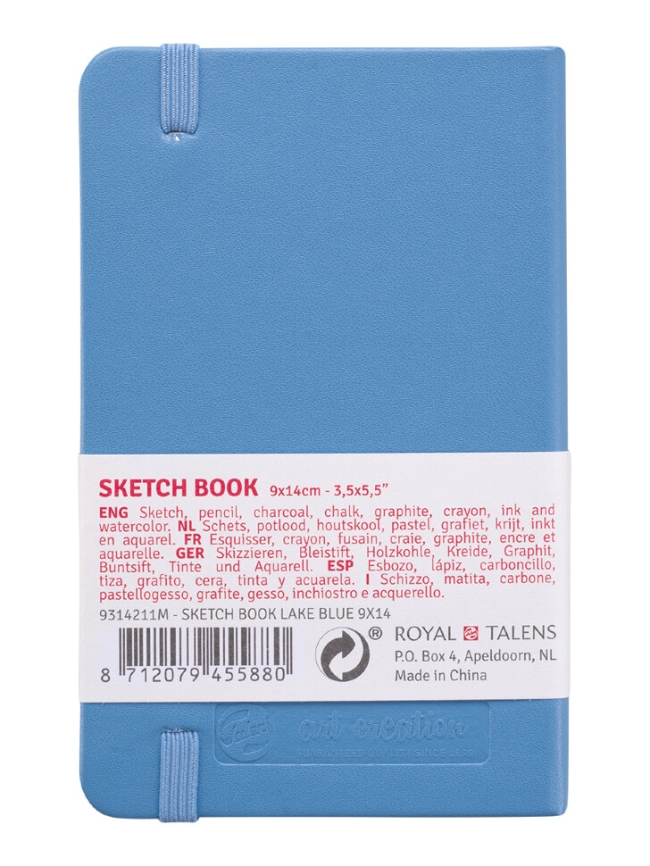 SKETCH BOOK 9x14cm - 3,5x5,5”
ENG Sketch, pencil, charcoal, chalk, graphite, crayon, ink and
watercolor. NL Schets, potlood, houtskool, pastel, grafiet, krijt, inkt
en aquarel. FR Esquisser, crayon, fusain, craie, graphite, encre et
aquarelle. GER Skizzieren, Bleistift, Holzkohle, Kreide, Graphit,
Buntsift, Tinte und Aquarell. ESP Esbozo, lápiz, carboncillo,
tiza, grafito, cera, tinta y acuarela. I Schizzo, matita, carbone,
pastellogesso, grafite, gesso, inchiostro e acquerello.
9314211M - SKETCH BOOK LAKE BLUE 9X14
8 712079 455880
® ROYAL TALENS
P.O. Box 4, Apeldoorn, NL
Made in China
Talens art creation